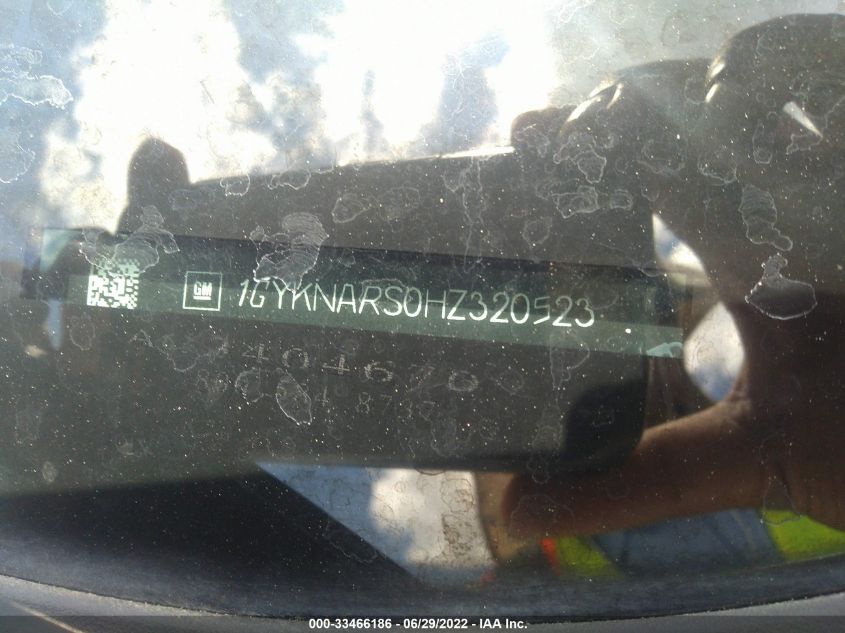 GM 1GYKNARS0HZ320523
000-33466186 - 06/29/2022 - IAA Inc.